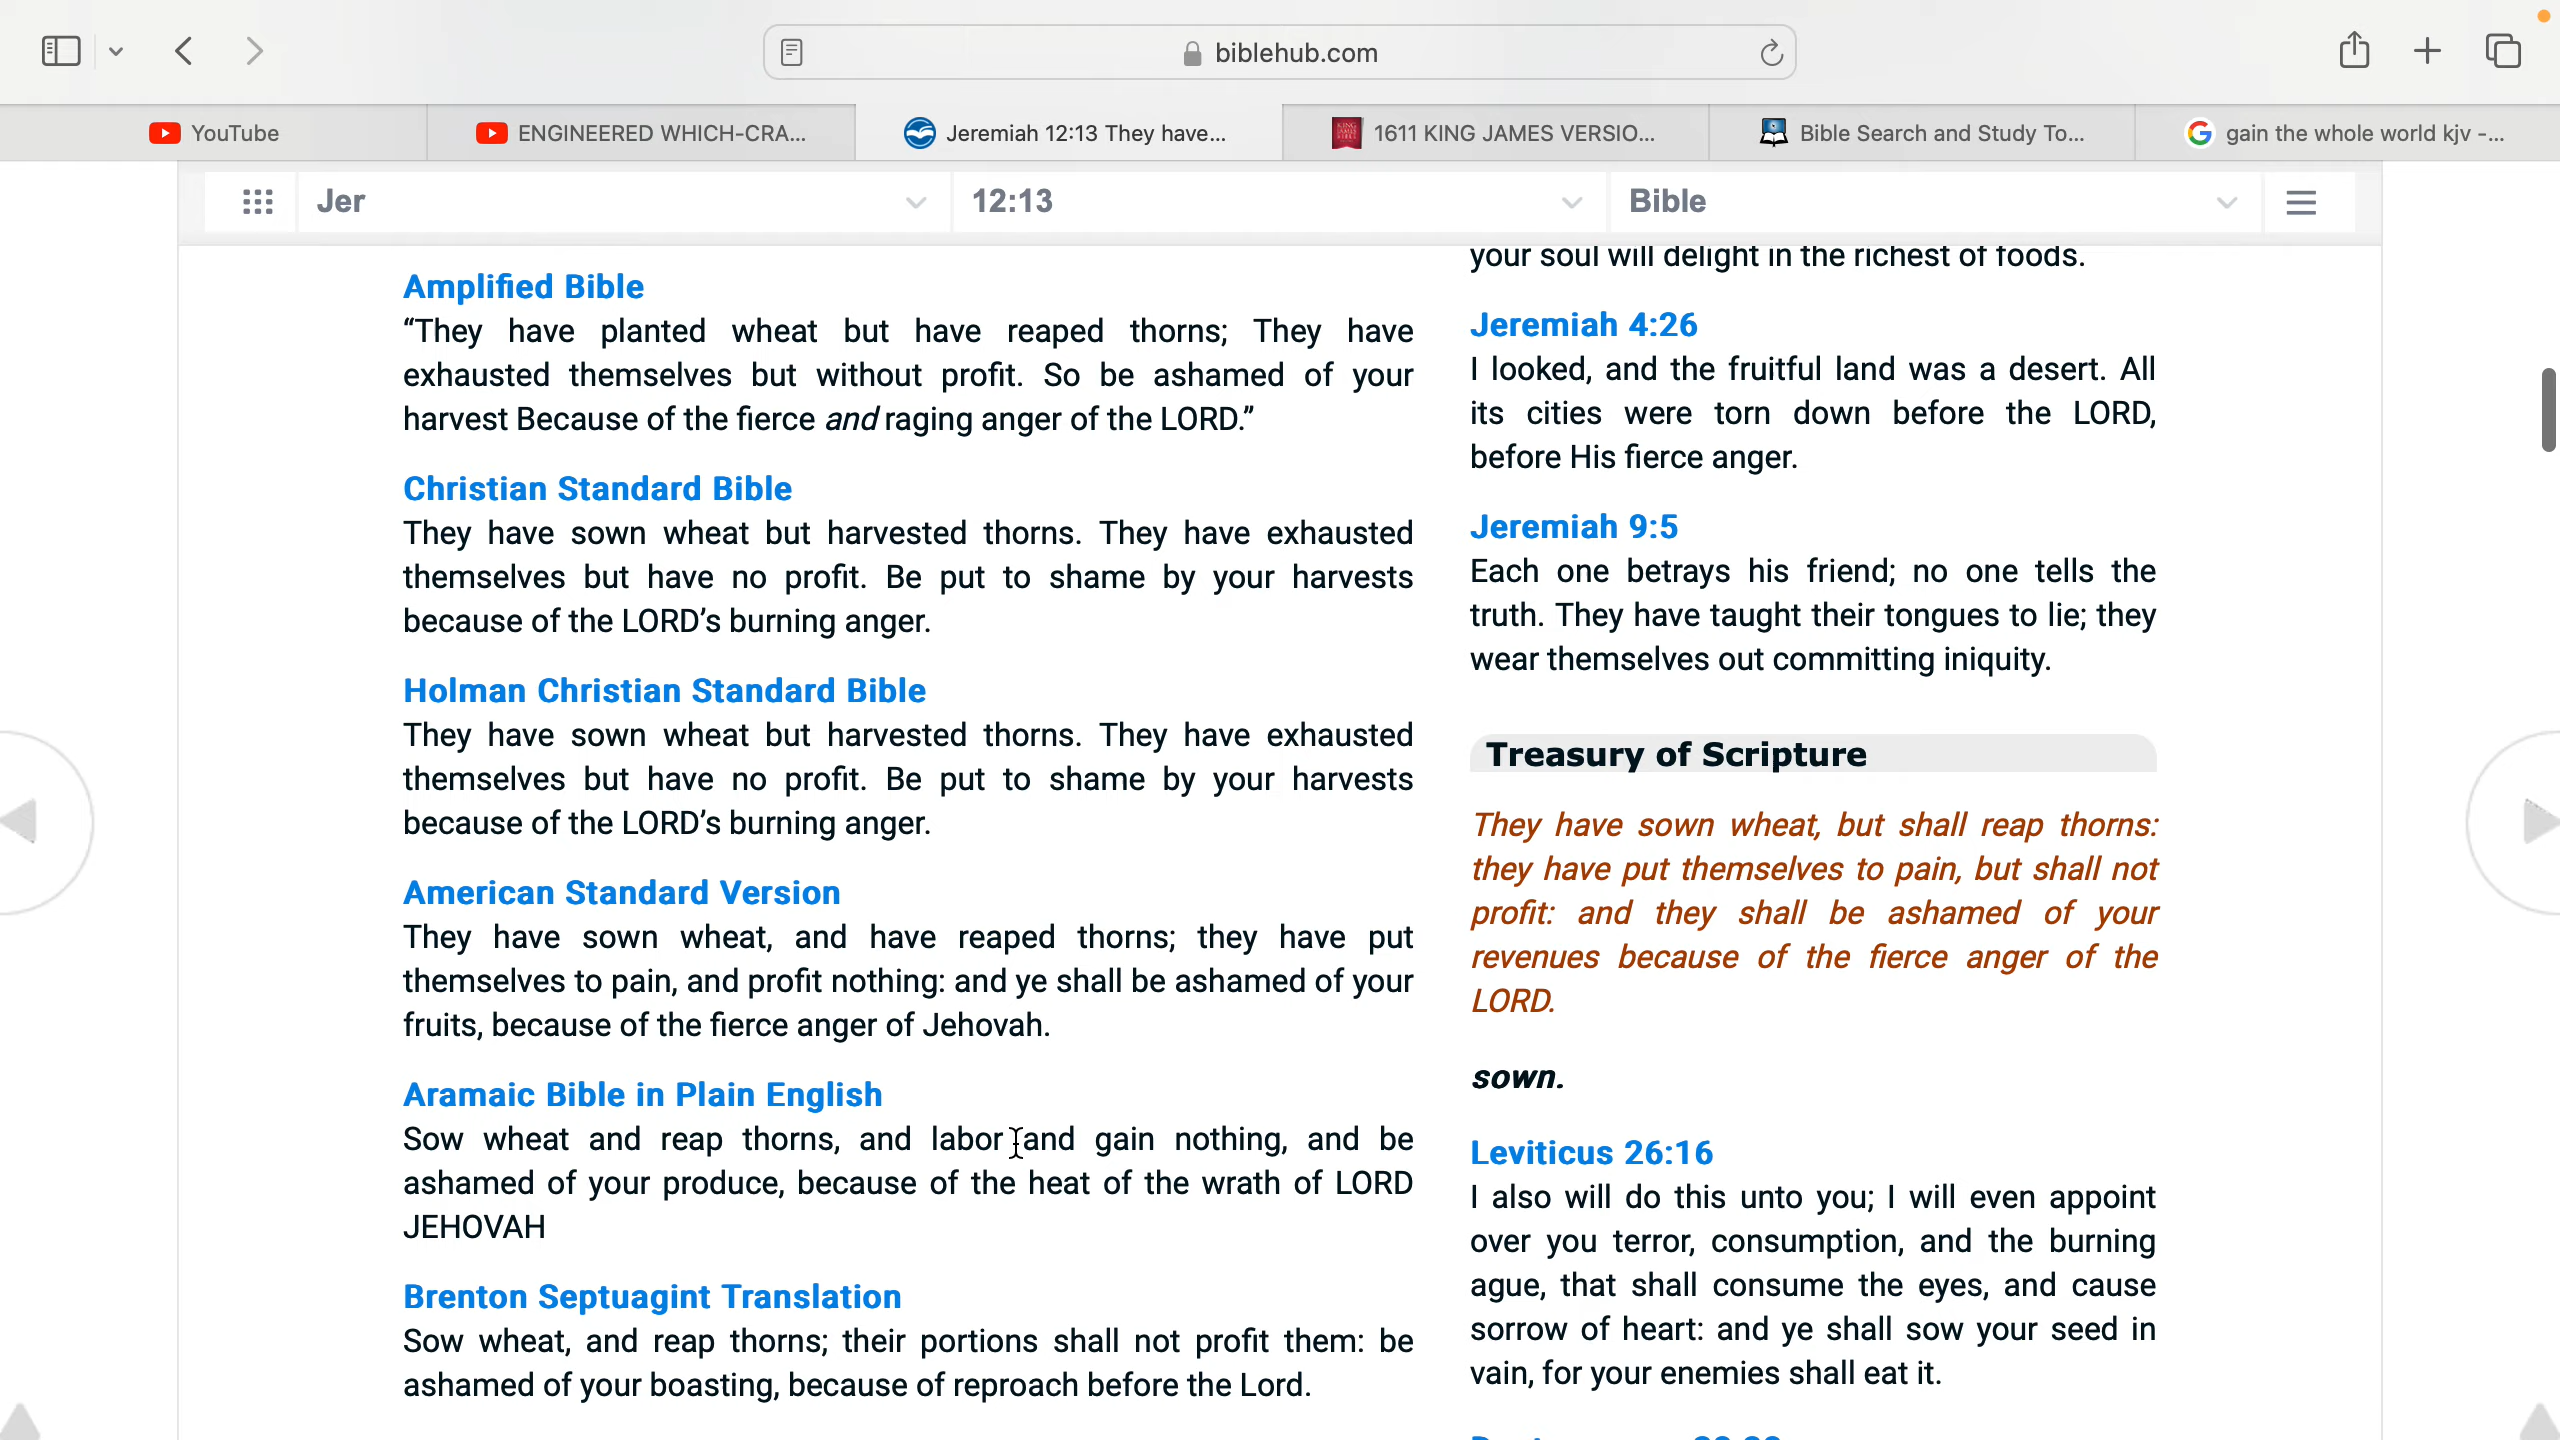 biblehub.com
YouTube
ENGINEERED WHICH-CRA...
Jeremiah 12:13 They have...
1611 KING JAMES VERSIO...
Bible Search and Study To...
gain the whole world kjv -...
Jer
12:13
Bible
Amplified Bible
“They have planted wheat but have reaped thorns; They have
exhausted themselves but without profit. So be ashamed of your
harvest Because of the fierce and raging anger of the LORD.”
Christian Standard Bible
They have sown wheat but harvested thorns. They have exhausted
themselves but have no profit. Be put to shame by your harvests
because of the LORD’s burning anger.
Holman Christian Standard Bible
They have sown wheat but harvested thorns. They have exhausted
themselves but have no profit. Be put to shame by your harvests
because of the LORD’s burning anger.
American Standard Version
They have sown wheat, and have reaped thorns; they have put
themselves to pain, and profit nothing: and ye shall be ashamed of your
fruits, because of the fierce anger of Jehovah.
Aramaic Bible in Plain English
Sow wheat and reap thorns, and labor and gain nothing, and be
ashamed of your produce, because of the heat of the wrath of LORD
JEHOVAH
Brenton Septuagint Translation
Sow wheat, and reap thorns; their portions shall not profit them: be
ashamed of your boasting, because of reproach before the Lord.
your soul will delight in the richest of foods.
Jeremiah 4:26
I looked, and the fruitful land was a desert. All
its cities were torn down before the LORD,
before His fierce anger.
Jeremiah 9:5
Each one betrays his friend; no one tells the
truth. They have taught their tongues to lie; they
wear themselves out committing iniquity.
Treasury of Scripture
They have sown wheat, but shall reap thorns:
they have put themselves to pain, but shall not
profit: and they shall be ashamed of your
revenues because of the fierce anger of the
LORD.
sown.
Leviticus 26:16
I also will do this unto you; I will even appoint
over you terror, consumption, and the burning
ague, that shall consume the eyes, and cause
sorrow of heart: and ye shall sow your seed in
vain, for your enemies shall eat it.